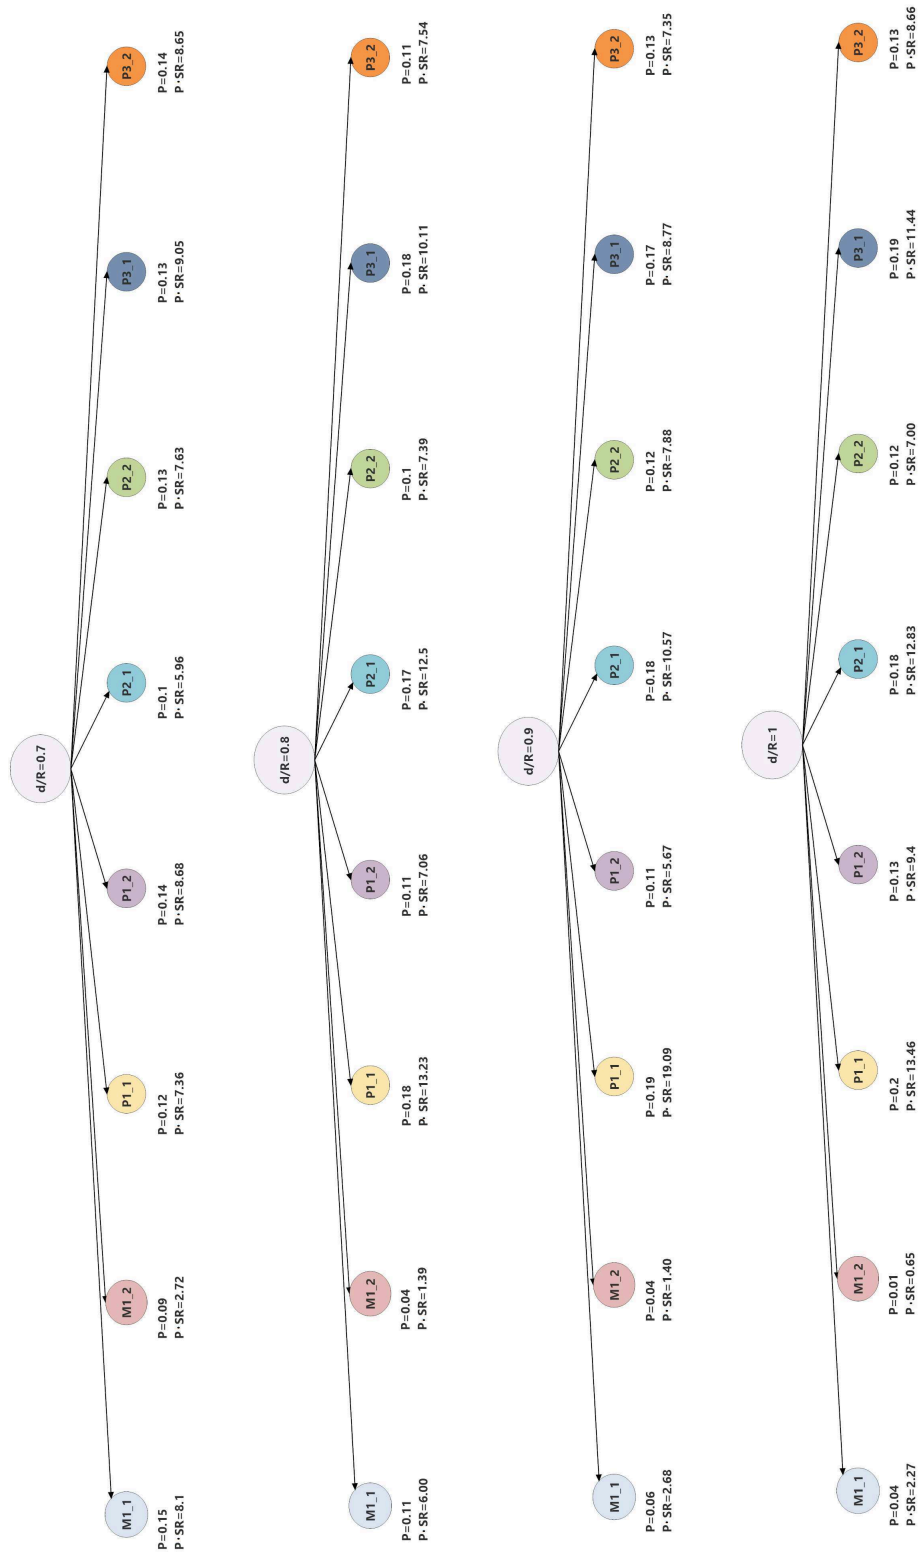 d/R=0.7
M1_1
P=0.15
P·SR=8.1
M1_2
P=0.09
P·SR=2.72
P1_1
P=0.12
P·SR=7.36
P1_2
P=0.14
P·SR=8.68
P2_1
P=0.1
P·SR=5.96
P2_2
P=0.13
P·SR=7.63
P3_1
P=0.13
P·SR=9.05
P3_2
P=0.14
P·SR=8.65
d/R=0.8
M1_1
P=0.11
P·SR=6.00
M1_2
P=0.04
P·SR=1.39
P1_1
P=0.18
P·SR=13.23
P1_2
P=0.11
P·SR=7.06
P2_1
P=0.17
P·SR=12.5
P2_2
P=0.1
P·SR=7.39
P3_1
P=0.18
P·SR=10.11
P3_2
P=0.11
P·SR=7.54
d/R=0.9
M1_1
P=0.06
P·SR=2.68
M1_2
P=0.04
P·SR=1.40
P1_1
P=0.19
P·SR=19.09
P1_2
P=0.11
P·SR=5.67
P2_1
P=0.18
P·SR=10.57
P2_2
P=0.12
P·SR=7.88
P3_1
P=0.17
P·SR=8.77
P3_2
P=0.13
P·SR=7.35
d/R=1
M1_1
P=0.04
P·SR=2.27
M1_2
P=0.01
P·SR=0.65
P1_1
P=0.2
P·SR=13.46
P1_2
P=0.13
P·SR=9.4
P2_1
P=0.18
P·SR=12.83
P2_2
P=0.12
P·SR=7.00
P3_1
P=0.19
P·SR=11.44
P3_2
P=0.13
P·SR=8.66